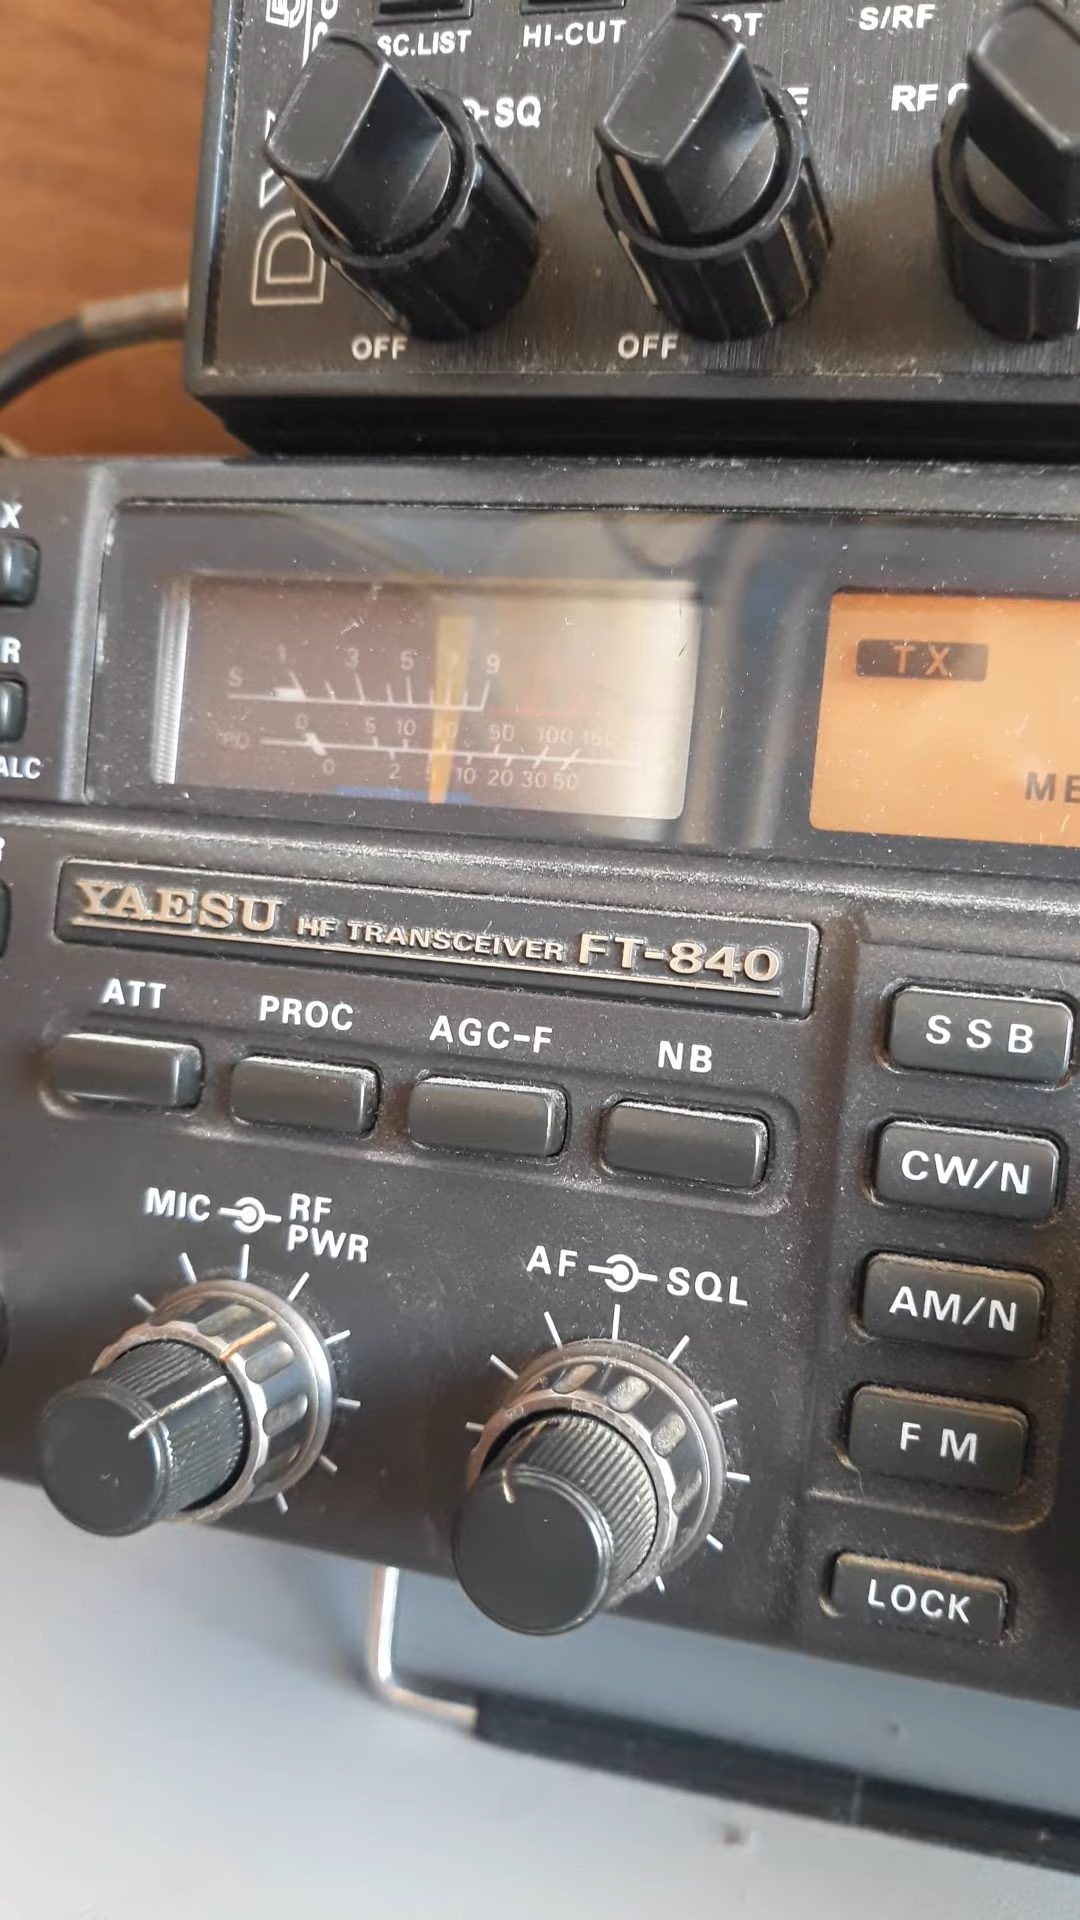 SC.LIST HI-CUT S/RF
SQ RF
OFF OFF
TX
1 3 5 7 9
S
0 5 10 20 50 100 150
PO
0 2 5 10 20 30 50
ALC
YAESU HF TRANSCEIVER FT-840
ATT PROC AGC-F NB
SSB
CW/N
AM/N
FM
LOCK
MIC RF PWR
AF SQL